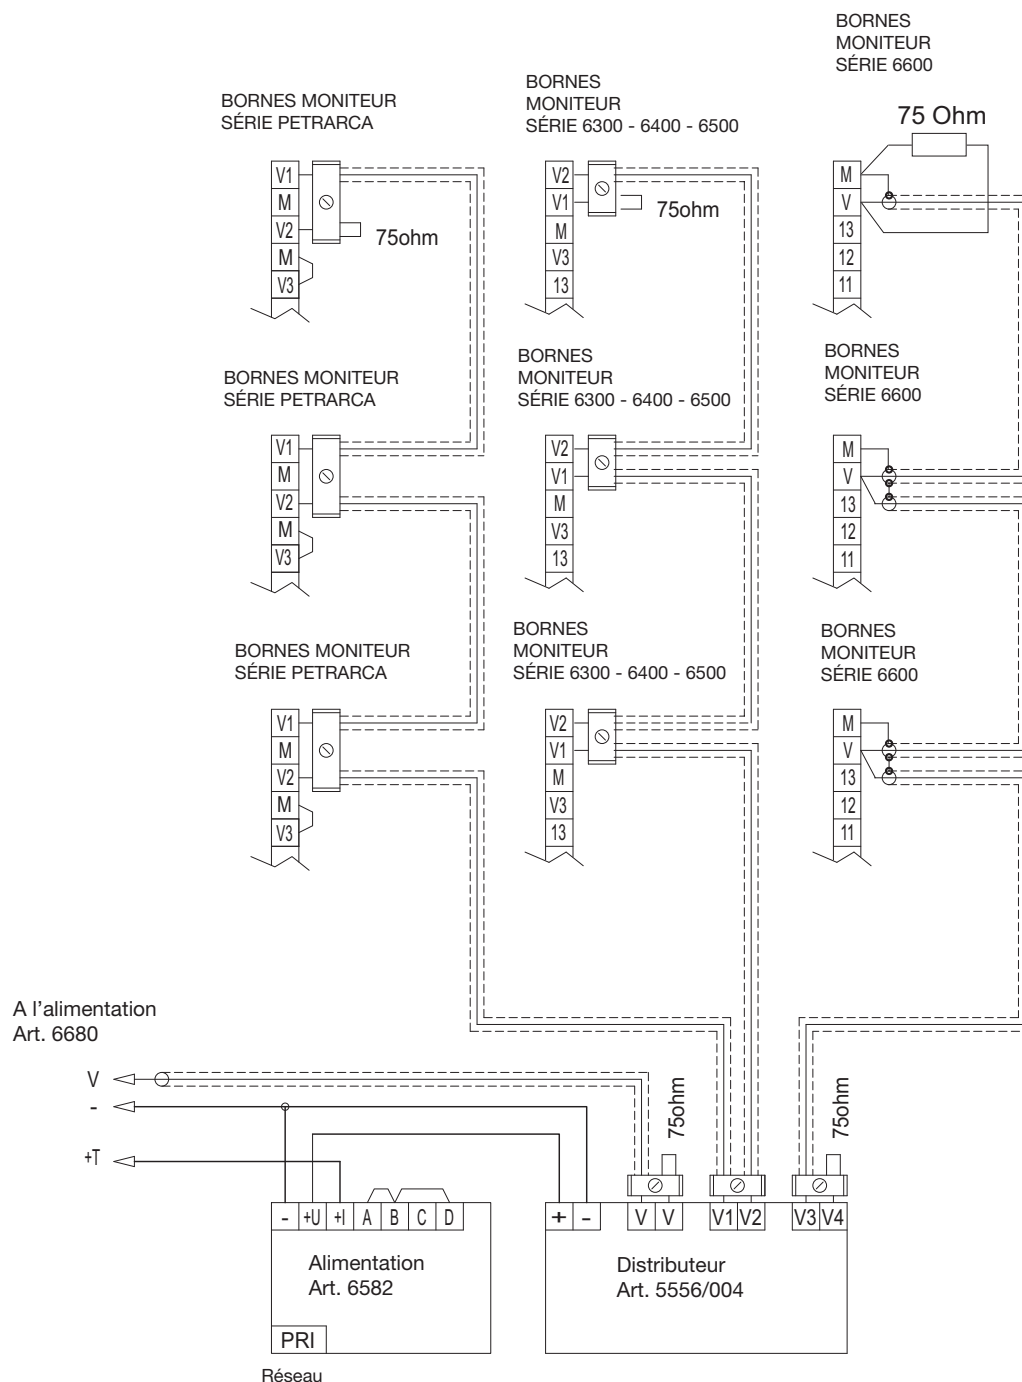 BORNES
MONITEUR
SÉRIE 6600
BORNES MONITEUR
SÉRIE PETRARCA
BORNES
MONITEUR
SÉRIE 6300 - 6400 - 6500
75 Ohm
V1
M
V2
M
V3
75ohm
V2
V1
M
V3
13
75ohm
M
V
13
12
11
BORNES MONITEUR
SÉRIE PETRARCA
BORNES
MONITEUR
SÉRIE 6300 - 6400 - 6500
BORNES
MONITEUR
SÉRIE 6600
V1
M
V2
M
V3
V2
V1
M
V3
13
M
V
13
12
11
BORNES MONITEUR
SÉRIE PETRARCA
BORNES
MONITEUR
SÉRIE 6300 - 6400 - 6500
BORNES
MONITEUR
SÉRIE 6600
V1
M
V2
M
V3
V2
V1
M
V3
13
M
V
13
12
11
A l'alimentation
Art. 6680
V
-
+T
75ohm
75ohm
- +U +I A B C D
+ - V V V1 V2 V3 V4
Alimentation
Art. 6582
PRI
Réseau
Distributeur
Art. 5556/004